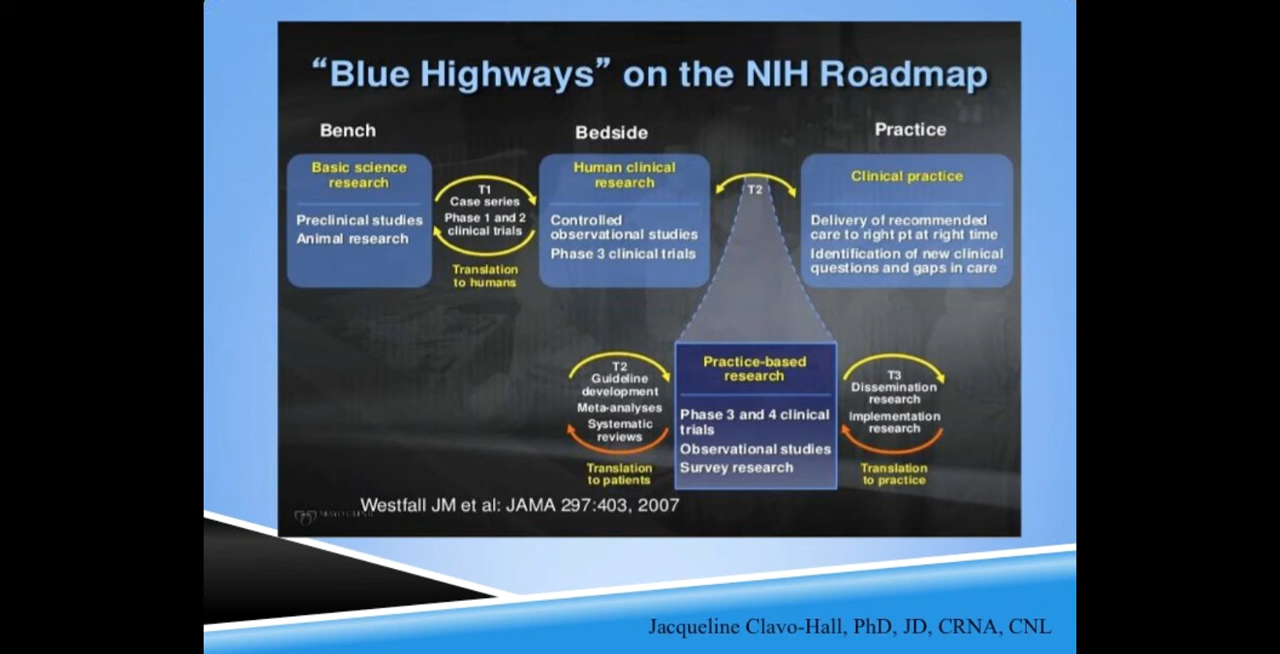 “Blue Highways” on the NIH Roadmap
Bench
Bedside
Practice
Basic science
research
Preclinical studies
Animal research
T1
Case series
Phase 1 and 2
clinical trials
Translation
to humans
Human clinical
research
Controlled
observational studies
Phase 3 clinical trials
T2
Clinical practice
Delivery of recommended
care to right pt at right time
Identification of new clinical
questions and gaps in care
T2
Guideline
development
Meta-analyses
Systematic
reviews
Translation
to patients
Practice-based
research
Phase 3 and 4 clinical
trials
Observational studies
Survey research
T3
Dissemination
research
Implementation
research
Translation
to practice
Westfall JM et al: JAMA 297:403, 2007
Jacqueline Clavo-Hall, PhD, JD, CRNA, CNL